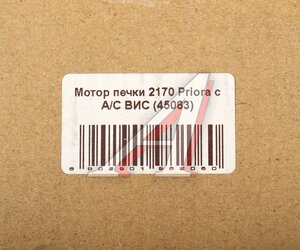 Мотор печки 2170 Priora с
А/С ВИС (45063)